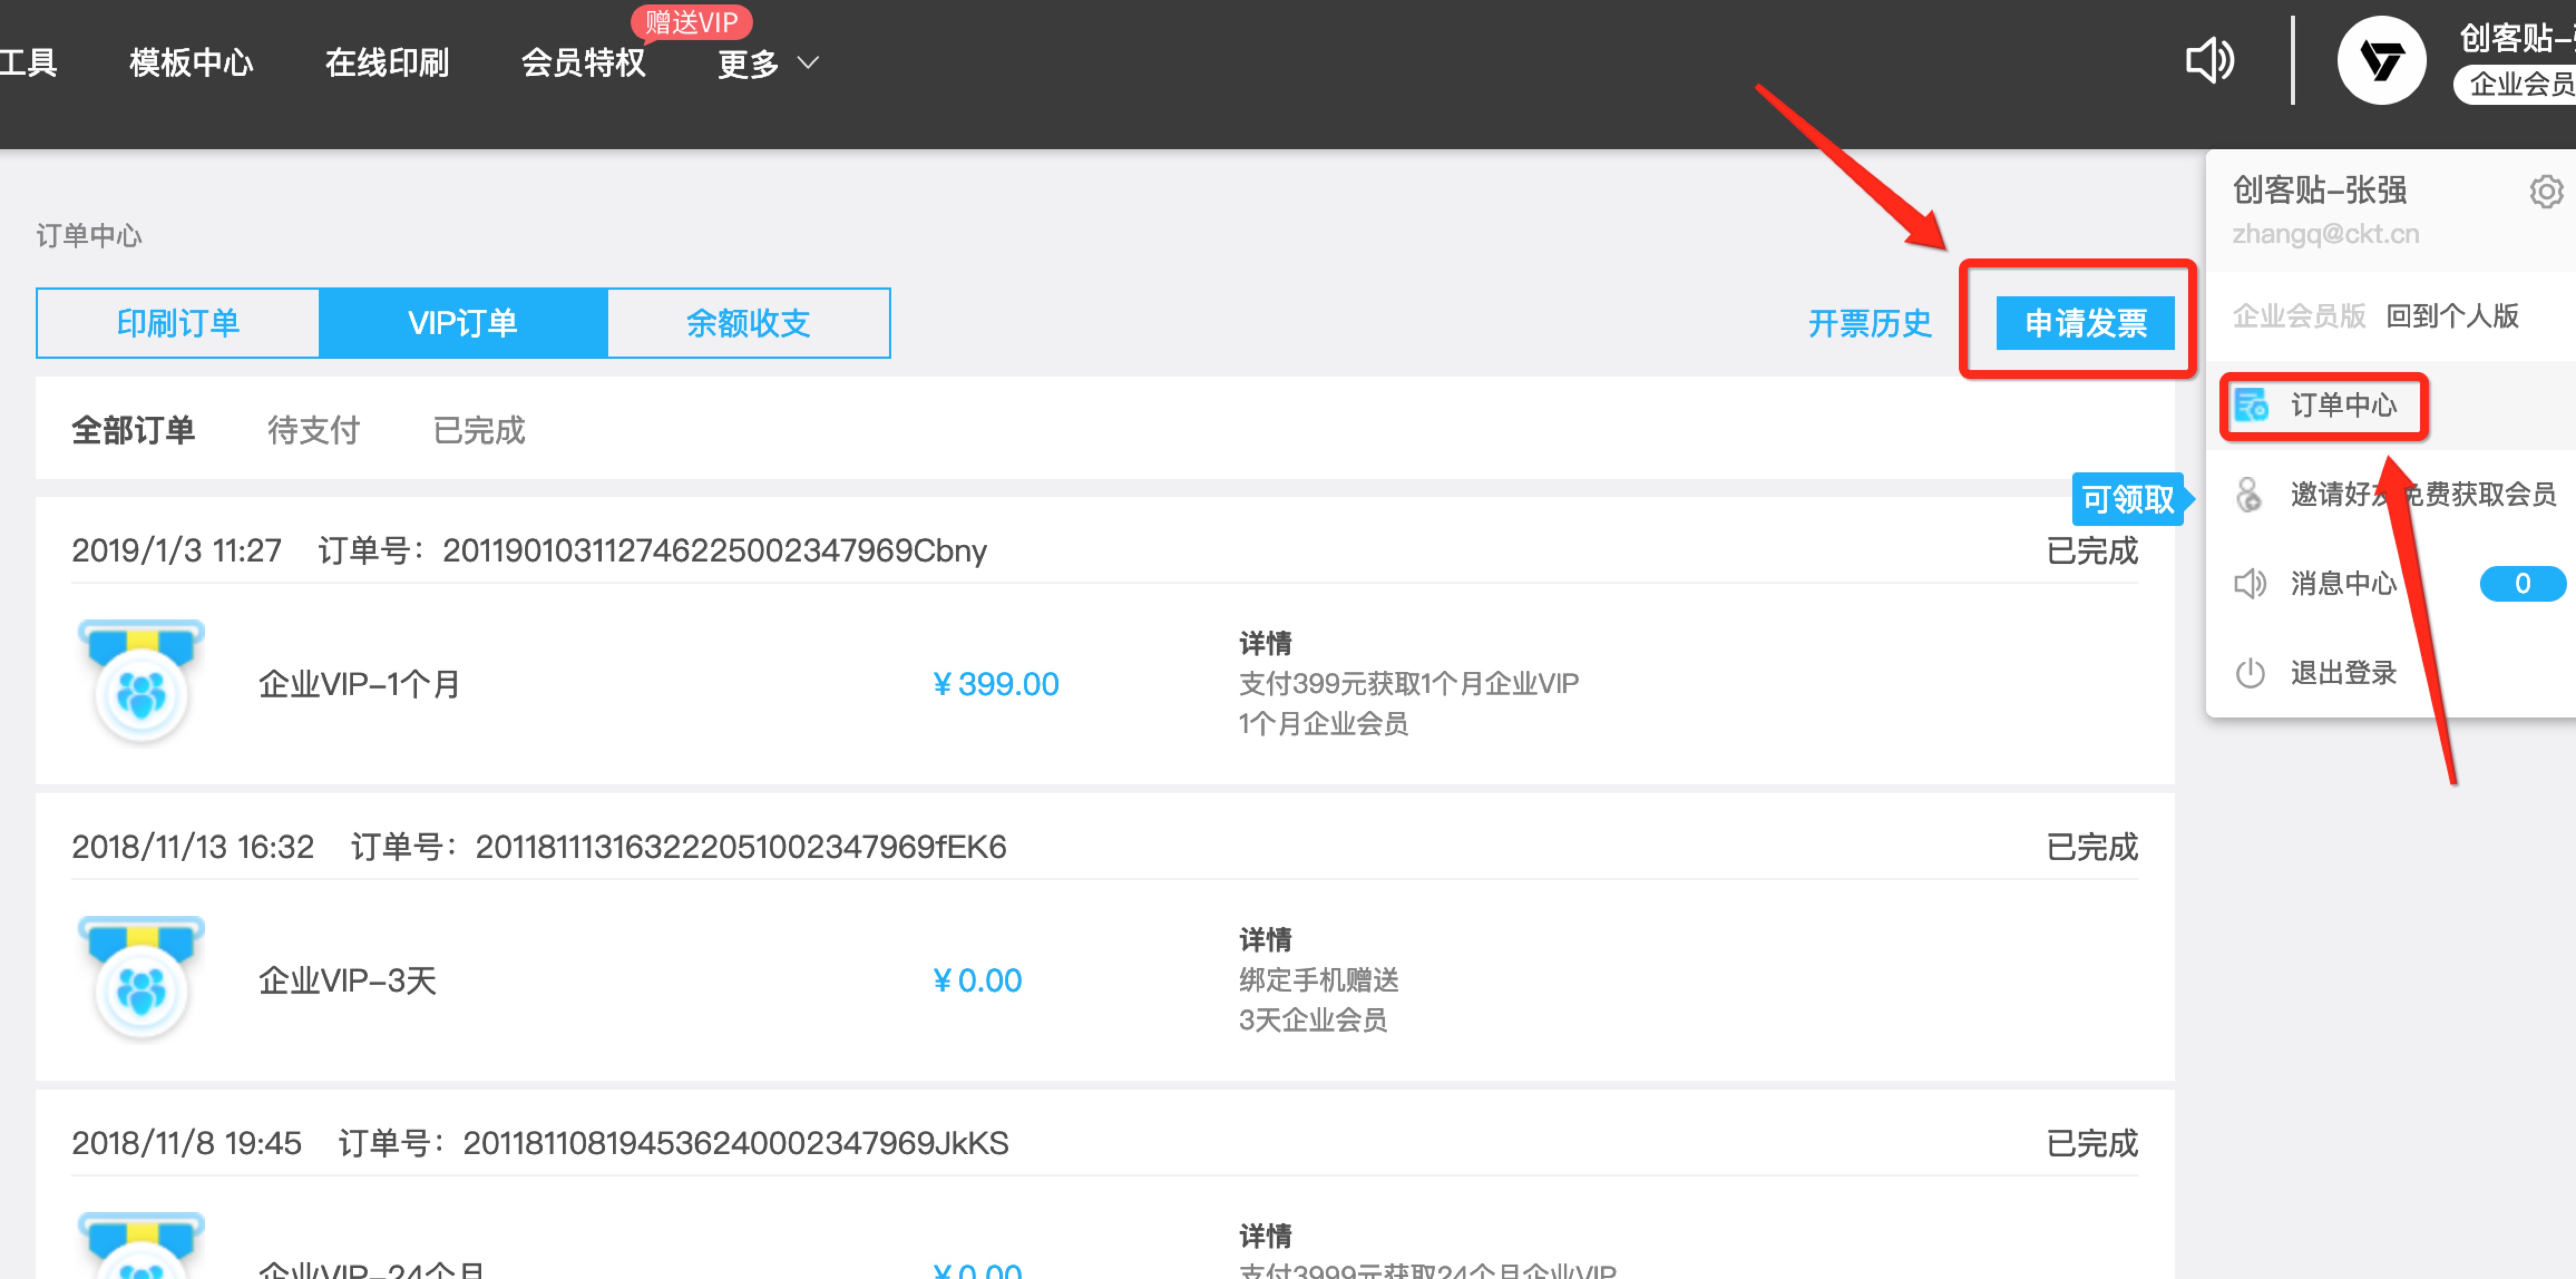 赠送VIP
工具 模板中心 在线印刷 会员特权 更多
创客贴-
企业会员
创客贴-张强
zhangq@ckt.cn
企业会员版 回到个人版
订单中心
邀请好友免费获取会员
消息中心 0
退出登录
可领取
订单中心
印刷订单 VIP订单 余额收支
开票历史 申请发票
全部订单 待支付 已完成
2019/1/3 11:27 订单号：201190103112746225002347969Cbny 已完成
企业VIP-1个月 ¥399.00
详情
支付399元获取1个月企业VIP
1个月企业会员
2018/11/13 16:32 订单号：201181113163222051002347969fEK6 已完成
企业VIP-3天 ¥0.00
详情
绑定手机赠送
3天企业会员
2018/11/8 19:45 订单号：201181108194536240002347969JkKS 已完成
企业VIP-24个月 ¥0.00
详情
支付3999元获取24个月企业VIP